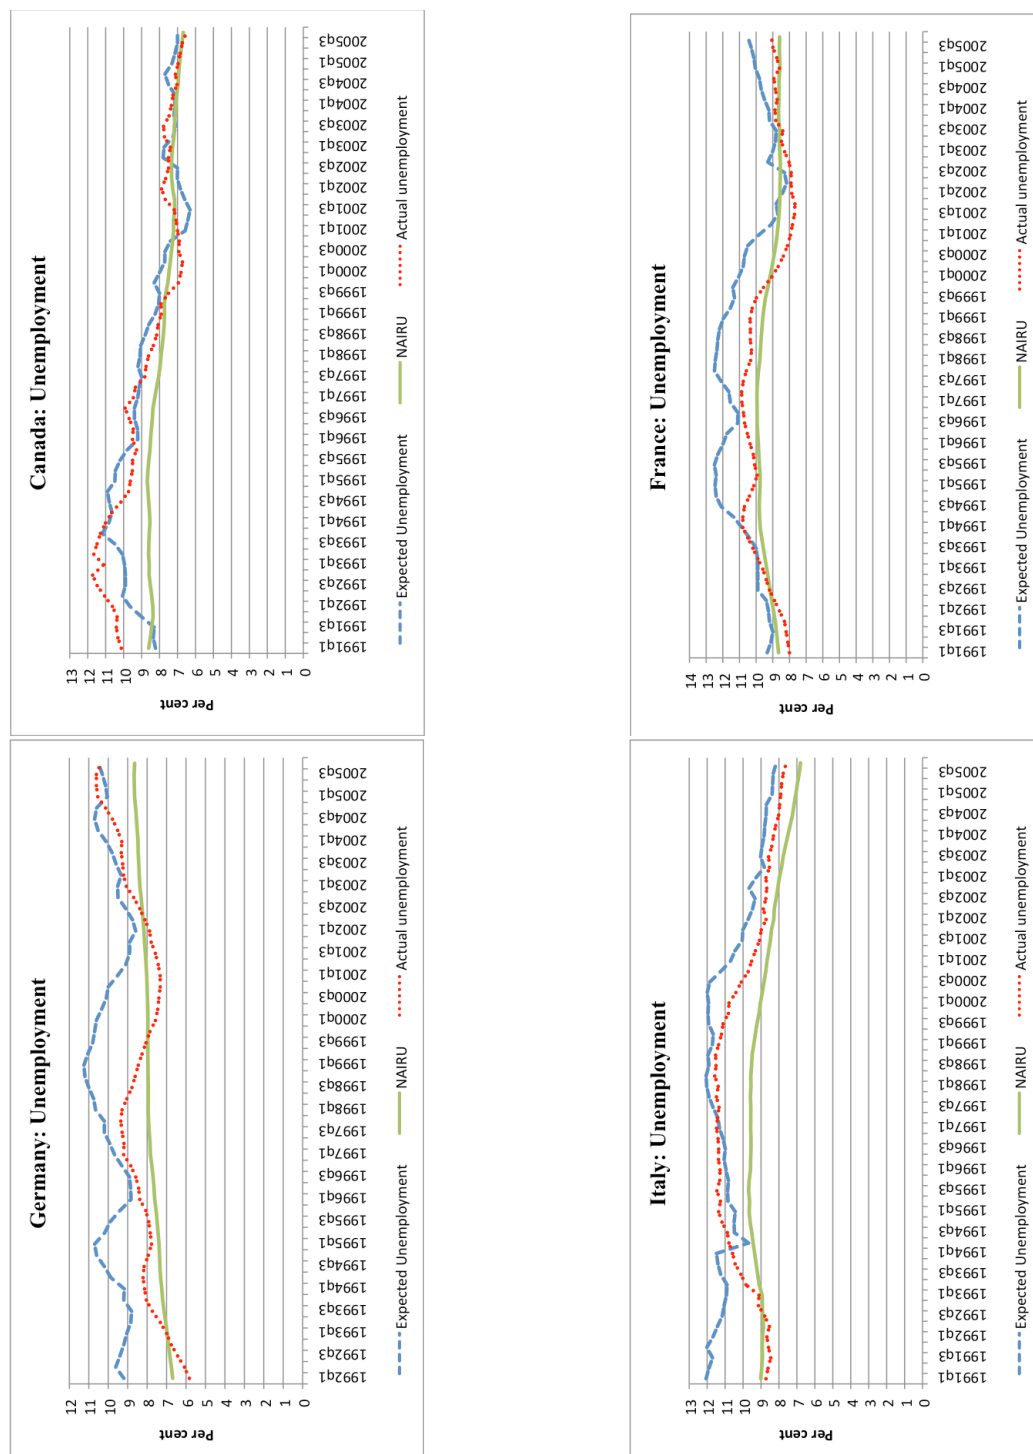 Germany: Unemployment
Per cent
12
11
10
9
8
7
6
5
4
3
2
1
0
1992q1
1992q3
1993q1
1993q3
1994q1
1994q3
1995q1
1995q3
1996q1
1996q3
1997q1
1997q3
1998q1
1998q3
1999q1
1999q3
2000q1
2000q3
2001q1
2001q3
2002q1
2002q3
2003q1
2003q3
2004q1
2004q3
2005q1
2005q3
Expected Unemployment NAIRU Actual unemployment
Canada: Unemployment
Per cent
13
12
11
10
9
8
7
6
5
4
3
2
1
0
1991q1
1991q3
1992q1
1992q3
1993q1
1993q3
1994q1
1994q3
1995q1
1995q3
1996q1
1996q3
1997q1
1997q3
1998q1
1998q3
1999q1
1999q3
2000q1
2000q3
2001q1
2001q3
2002q1
2002q3
2003q1
2003q3
2004q1
2004q3
2005q1
2005q3
Expected Unemployment NAIRU Actual unemployment
Italy: Unemployment
Per cent
13
12
11
10
9
8
7
6
5
4
3
2
1
0
1991q1
1991q3
1992q1
1992q3
1993q1
1993q3
1994q1
1994q3
1995q1
1995q3
1996q1
1996q3
1997q1
1997q3
1998q1
1998q3
1999q1
1999q3
2000q1
2000q3
2001q1
2001q3
2002q1
2002q3
2003q1
2003q3
2004q1
2004q3
2005q1
2005q3
Expected Unemployment NAIRU Actual unemployment
France: Unemployment
Per cent
14
13
12
11
10
9
8
7
6
5
4
3
2
1
0
1991q1
1991q3
1992q1
1992q3
1993q1
1993q3
1994q1
1994q3
1995q1
1995q3
1996q1
1996q3
1997q1
1997q3
1998q1
1998q3
1999q1
1999q3
2000q1
2000q3
2001q1
2001q3
2002q1
2002q3
2003q1
2003q3
2004q1
2004q3
2005q1
2005q3
Expected Unemployment NAIRU Actual unemployment